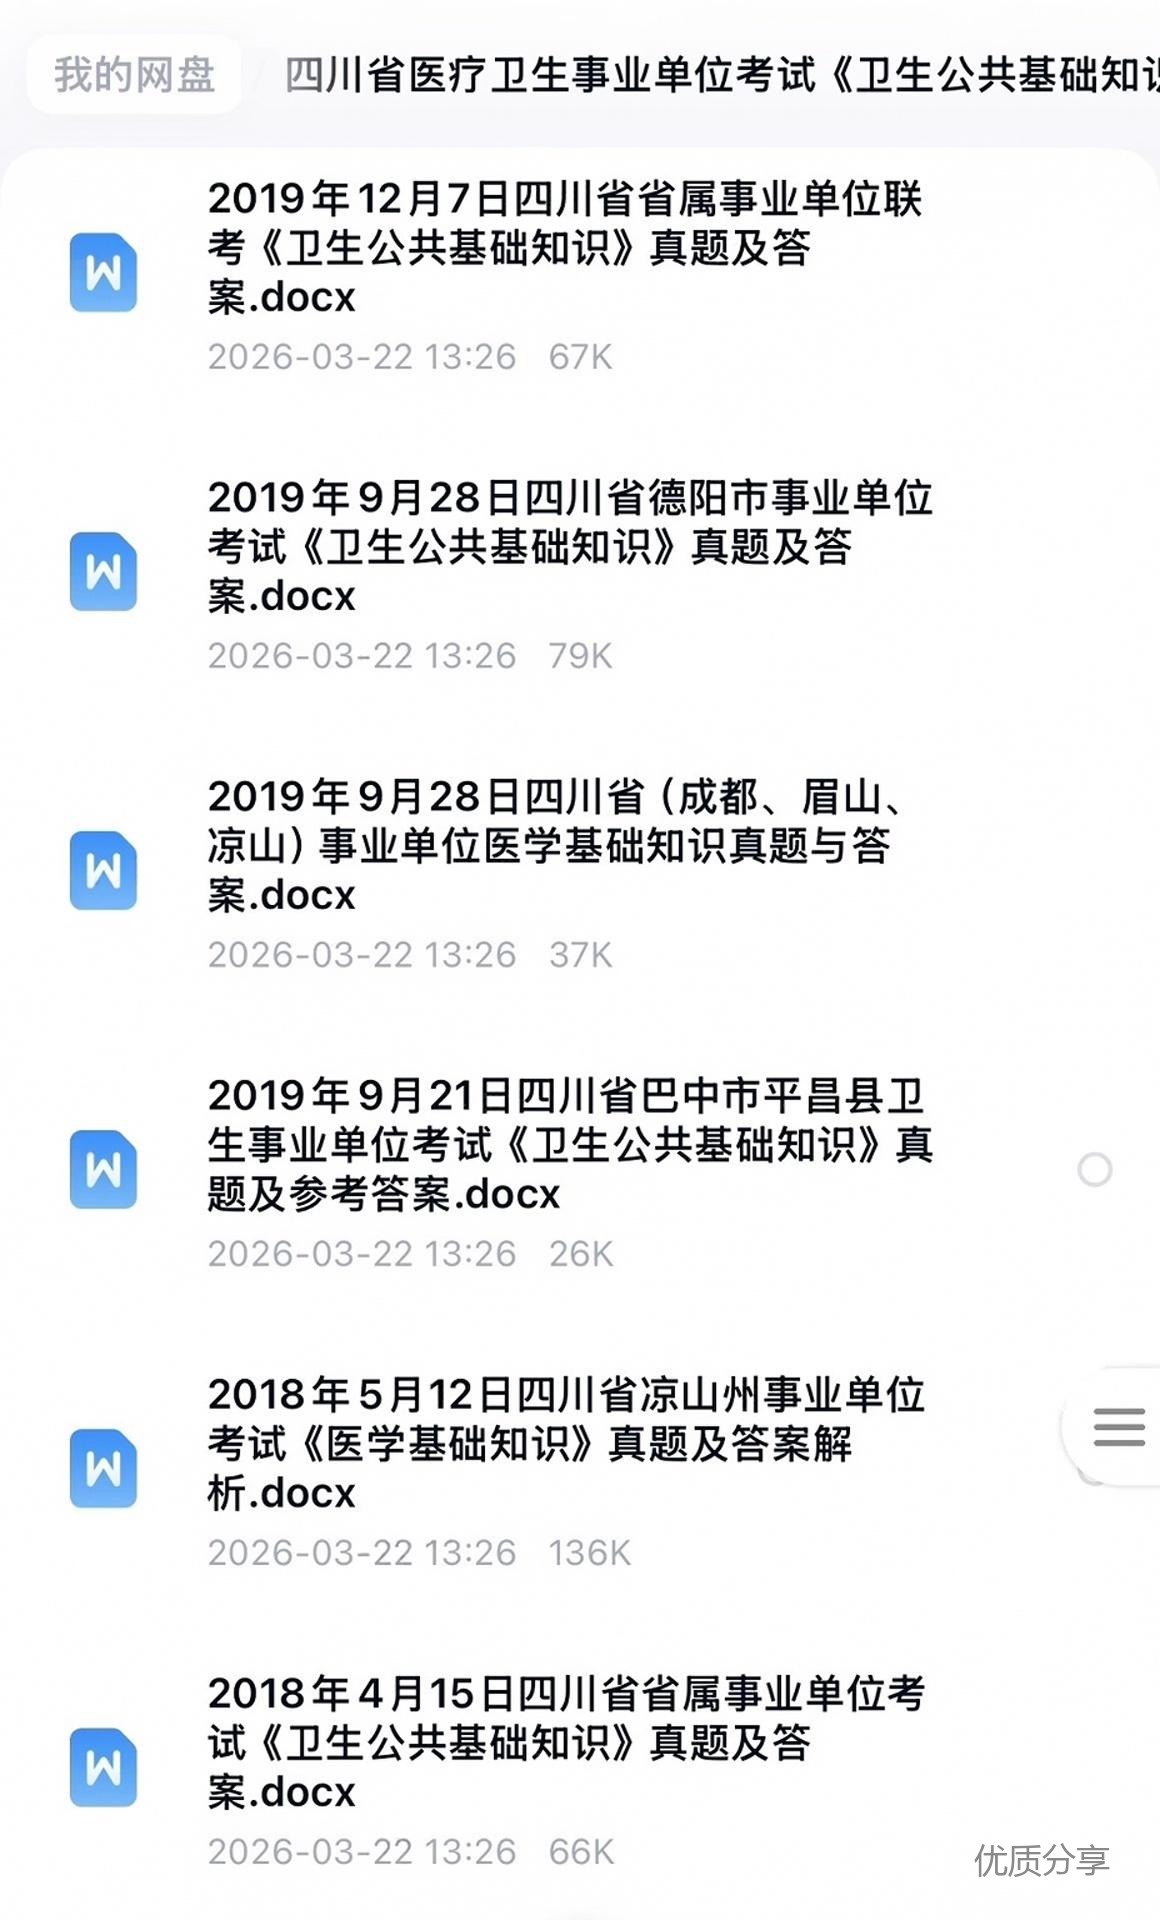 我的网盘 / 四川省医疗卫生事业单位考试《卫生公共基础知识
2019年12月7日四川省省属事业单位联
考《卫生公共基础知识》真题及答
案.docx
2026-03-22 13:26 67K
2019年9月28日四川省德阳市事业单位
考试《卫生公共基础知识》真题及答
案.docx
2026-03-22 13:26 79K
2019年9月28日四川省（成都、眉山、
凉山）事业单位医学基础知识真题与答
案.docx
2026-03-22 13:26 37K
2019年9月21日四川省巴中市平昌县卫
生事业单位考试《卫生公共基础知识》真
题及参考答案.docx
2026-03-22 13:26 26K
2018年5月12日四川省凉山州事业单位
考试《医学基础知识》真题及答案解
析.docx
2026-03-22 13:26 136K
2018年4月15日四川省省属事业单位考
试《卫生公共基础知识》真题及答
案.docx
2026-03-22 13:26 66K
优质分享